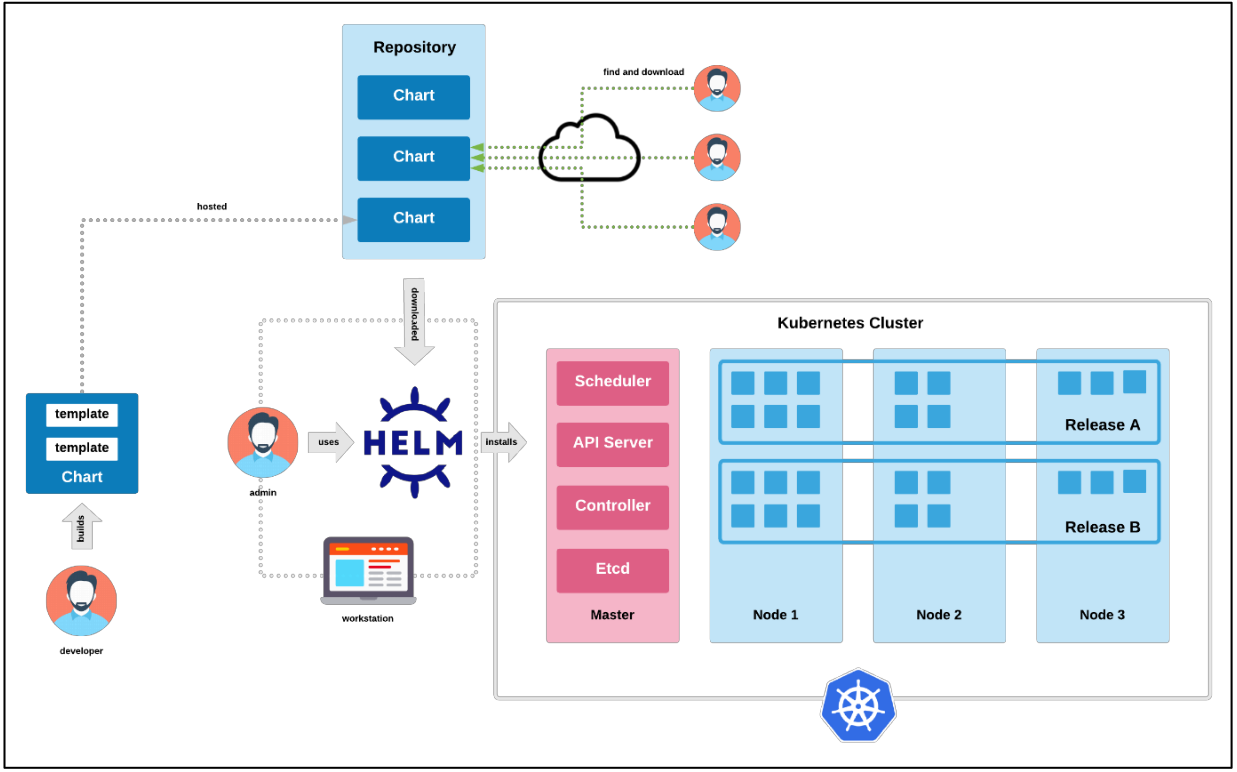 Repository
Chart
Chart
Chart
find and download
hosted
downloaded
template
template
Chart
builds
developer
admin
uses
HELM
installs
workstation
Kubernetes Cluster
Scheduler
API Server
Controller
Etcd
Master
Release A
Release B
Node 1
Node 2
Node 3